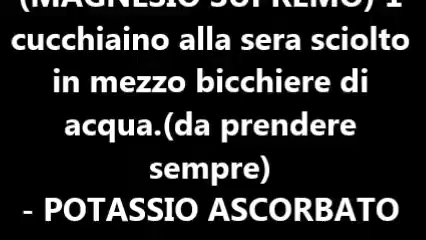 (MAGNESIO SUPREMO) 1
cucchiaino alla sera sciolto
in mezzo bicchiere di
acqua.(da prendere
sempre)
- POTASSIO ASCORBATO